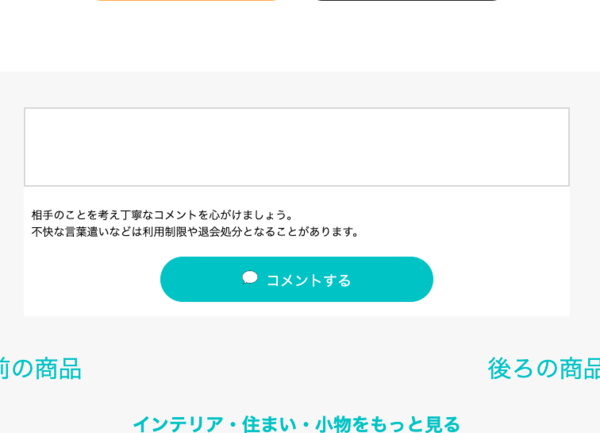 相手のことを考え丁寧なコメントを心がけましょう。
不快な言葉遣いなどは利用制限や退会処分となることがあります。
コメントする
前の商品
後ろの商品
インテリア・住まい・小物をもっと見る